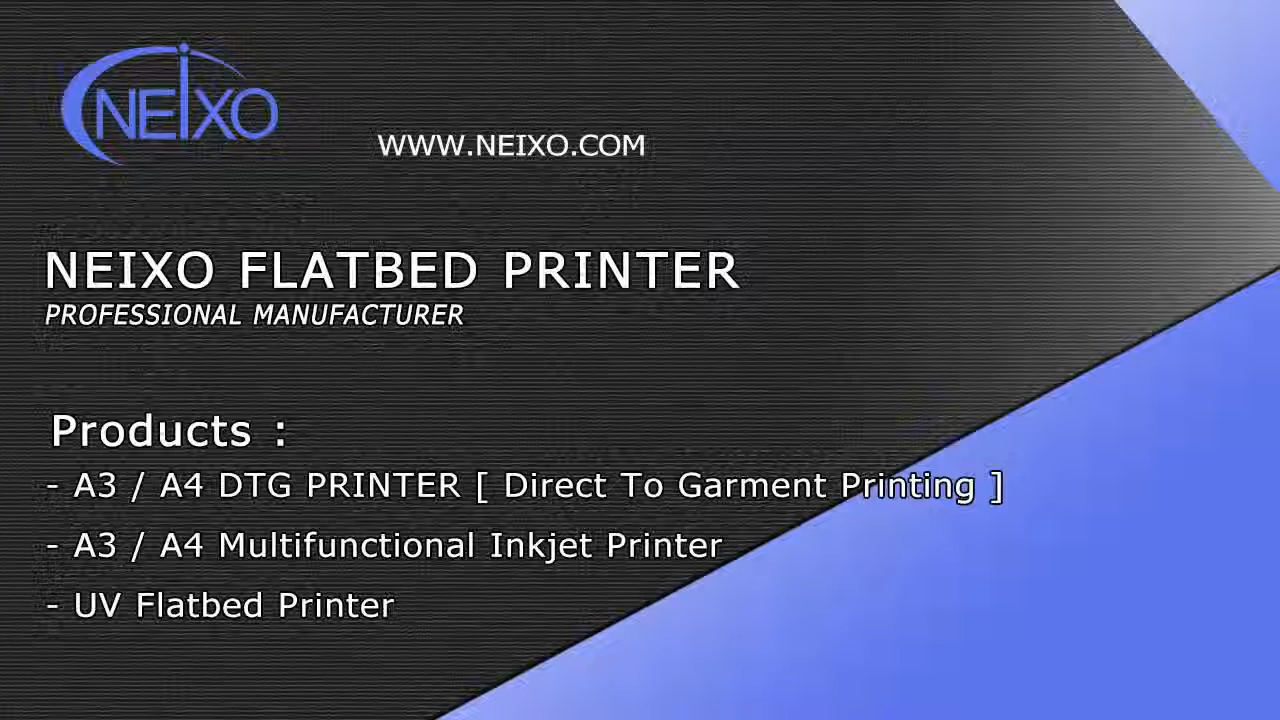 NEIXO
WWW.NEIXO.COM
NEIXO FLATBED PRINTER
PROFESSIONAL MANUFACTURER
Products :
- A3 / A4 DTG PRINTER [ Direct To Garment Printing ]
- A3 / A4 Multifunctional Inkjet Printer
- UV Flatbed Printer